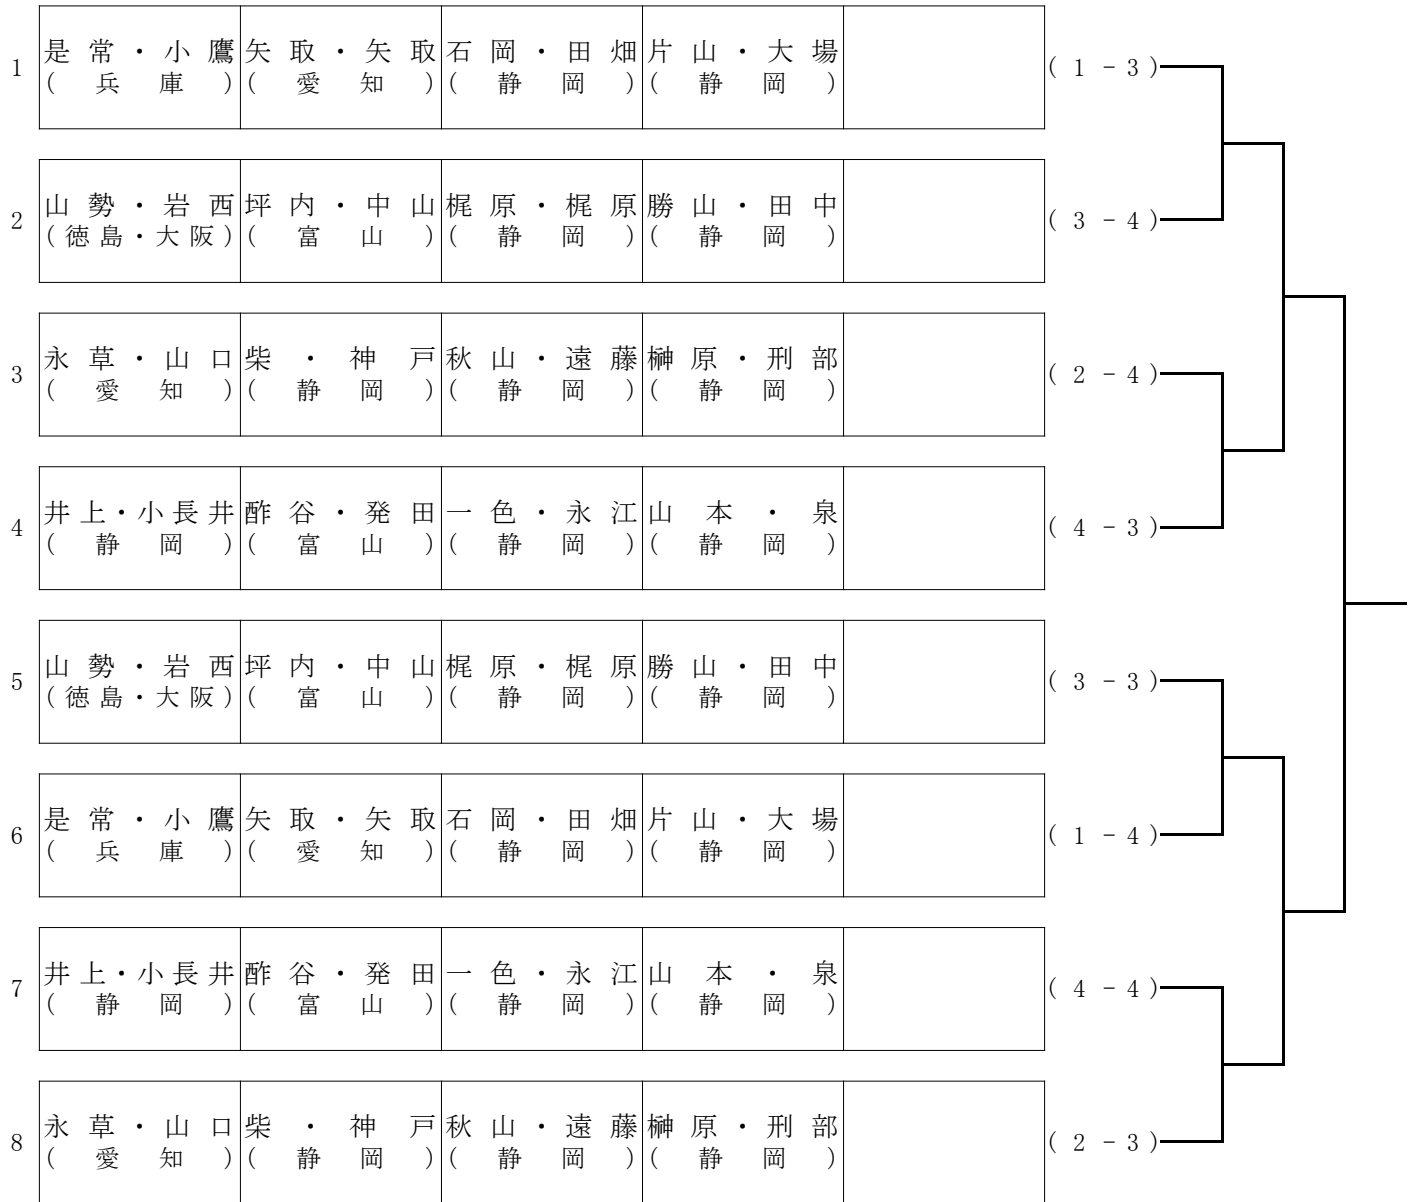 是常・小鷹 矢取・矢取 石岡・田畑 片山・大場
1 (兵庫) (愛知) (静岡) (静岡) (1-3)
山勢・岩西 坪内・中山 梶原・梶原 勝山・田中
2 (徳島・大阪) (富山) (静岡) (静岡) (3-4)
永草・山口 柴・神戸 秋山・遠藤 榊原・刑部
3 (愛知) (静岡) (静岡) (静岡) (2-4)
井上・小長井 酢谷・発田 一色・永江 山本・泉
4 (静岡) (富山) (静岡) (静岡) (4-3)
山勢・岩西 坪内・中山 梶原・梶原 勝山・田中
5 (徳島・大阪) (富山) (静岡) (静岡) (3-3)
是常・小鷹 矢取・矢取 石岡・田畑 片山・大場
6 (兵庫) (愛知) (静岡) (静岡) (1-4)
井上・小長井 酢谷・発田 一色・永江 山本・泉
7 (静岡) (富山) (静岡) (静岡) (4-4)
永草・山口 柴・神戸 秋山・遠藤 榊原・刑部
8 (愛知) (静岡) (静岡) (静岡) (2-3)